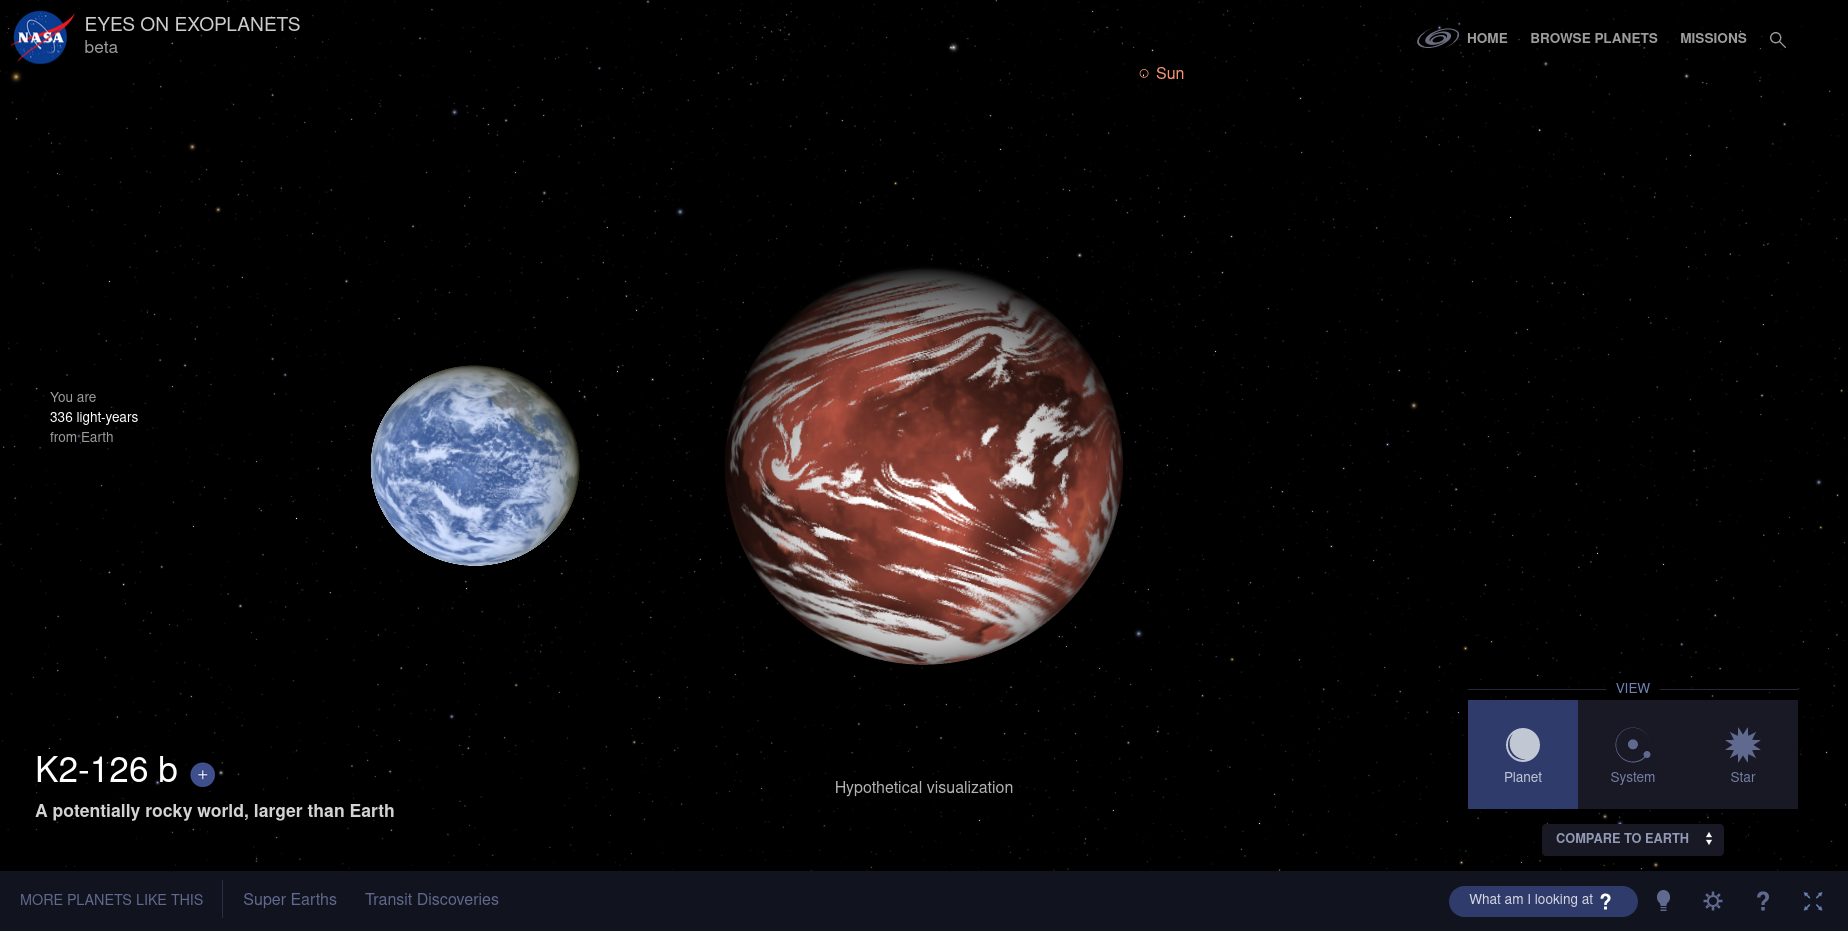 NASA
EYES ON EXOPLANETS
beta
HOME
BROWSE PLANETS
MISSIONS
Sun
You are
336 light-years
from Earth
K2-126 b +
A potentially rocky world, larger than Earth
Hypothetical visualization
VIEW
Planet
System
Star
COMPARE TO EARTH
MORE PLANETS LIKE THIS
Super Earths
Transit Discoveries
What am I looking at ?
?